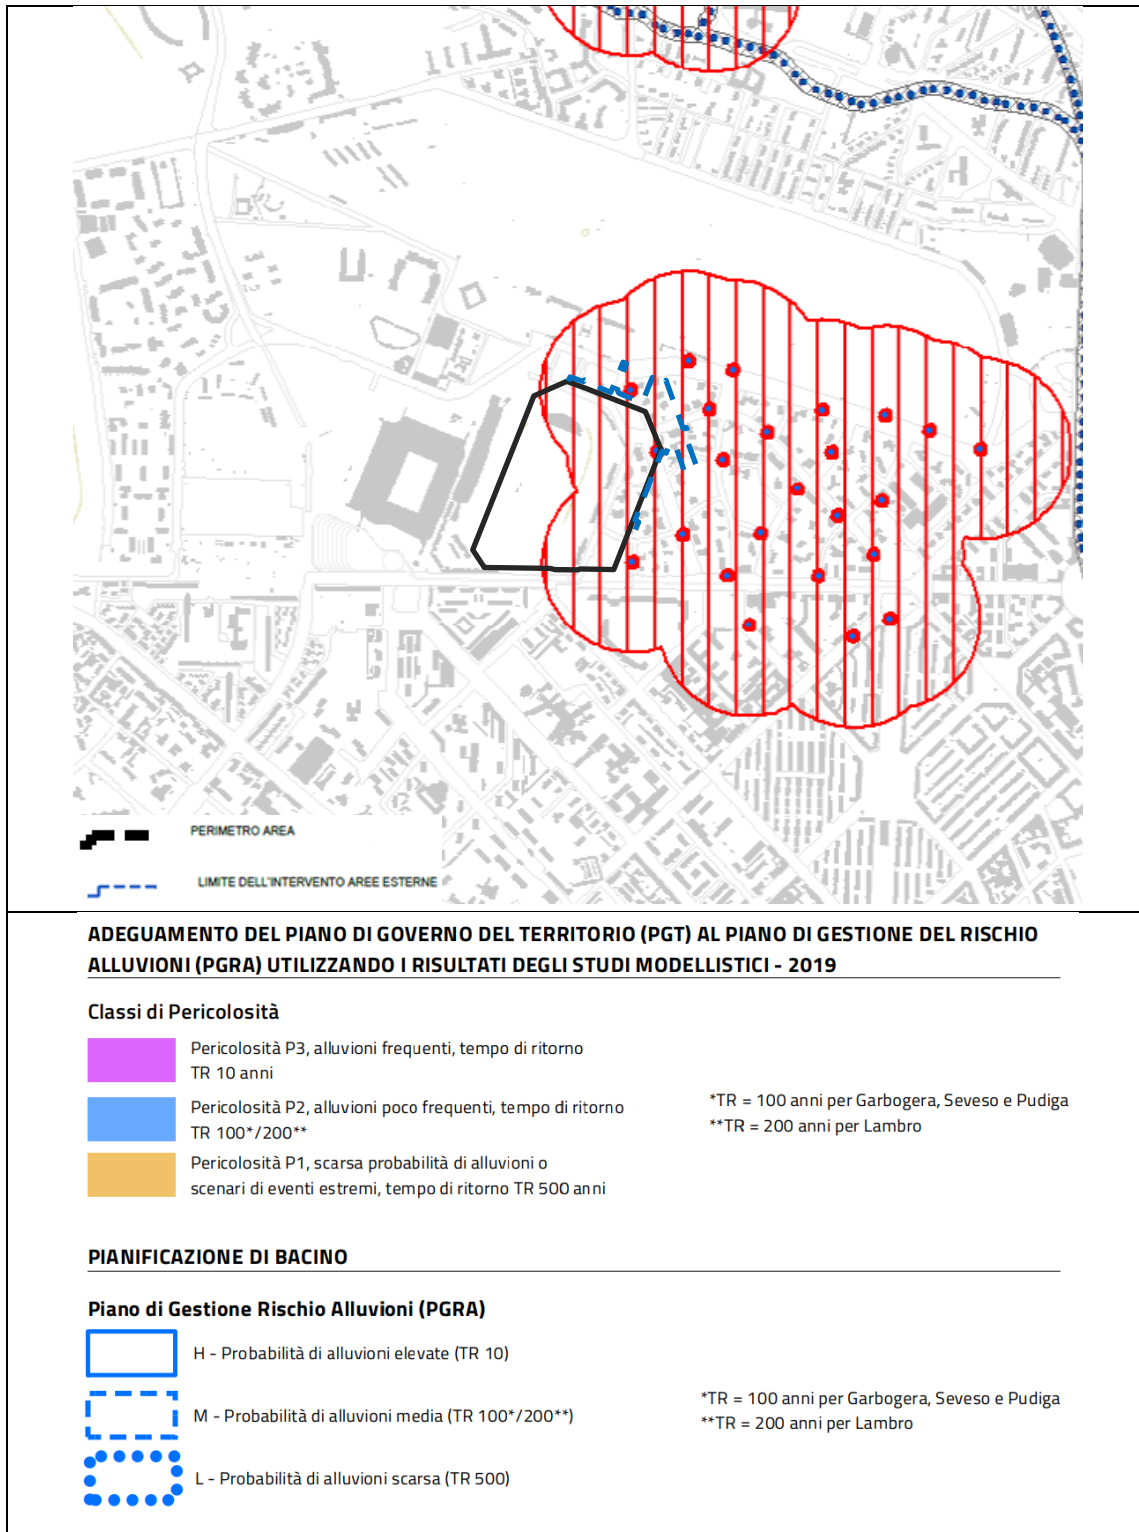 PERIMETRO AREA
LIMITE DELL'INTERVENTO AREE ESTERNE
ADEGUAMENTO DEL PIANO DI GOVERNO DEL TERRITORIO (PGT) AL PIANO DI GESTIONE DEL RISCHIO
ALLUVIONI (PGRA) UTILIZZANDO I RISULTATI DEGLI STUDI MODELLISTICI - 2019
Classi di Pericolosità
Pericolosità P3, alluvioni frequenti, tempo di ritorno
TR 10 anni
Pericolosità P2, alluvioni poco frequenti, tempo di ritorno
TR 100*/200**
*TR = 100 anni per Garbogera, Seveso e Pudiga
**TR = 200 anni per Lambro
Pericolosità P1, scarsa probabilità di alluvioni o
scenari di eventi estremi, tempo di ritorno TR 500 anni
PIANIFICAZIONE DI BACINO
Piano di Gestione Rischio Alluvioni (PGRA)
H - Probabilità di alluvioni elevate (TR 10)
M - Probabilità di alluvioni media (TR 100*/200**)
*TR = 100 anni per Garbogera, Seveso e Pudiga
**TR = 200 anni per Lambro
L - Probabilità di alluvioni scarsa (TR 500)